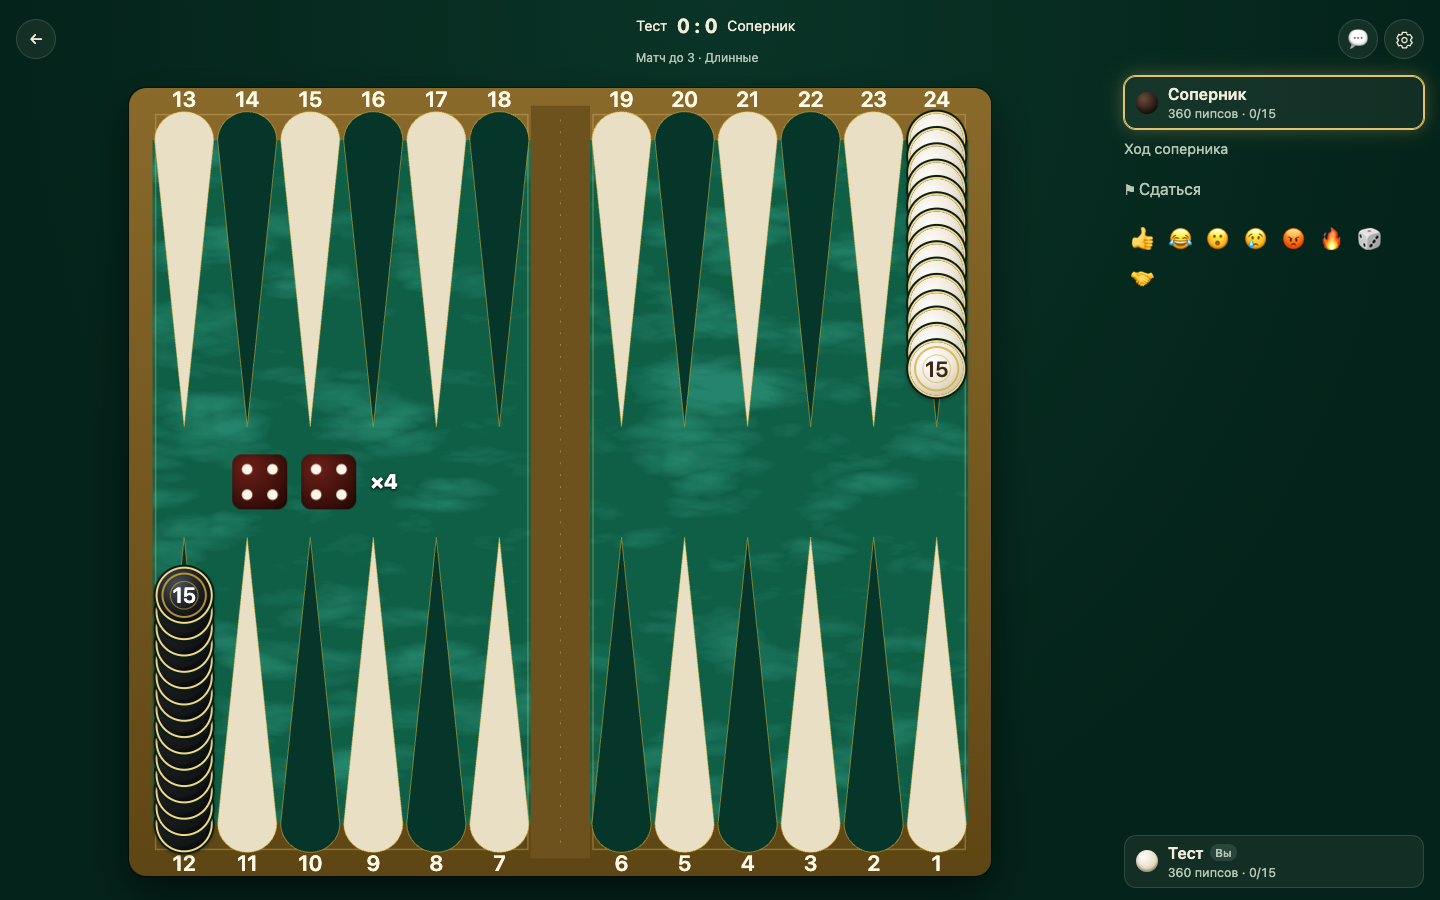 Тест 0 : 0 Соперник
Матч до 3 · Длинные
Соперник
360 пипсов · 0/15
Ход соперника
Сдаться
13 14 15 16 17 18 19 20 21 22 23 24
15
×4
15
12 11 10 9 8 7 6 5 4 3 2 1
Тест Вы
360 пипсов · 0/15